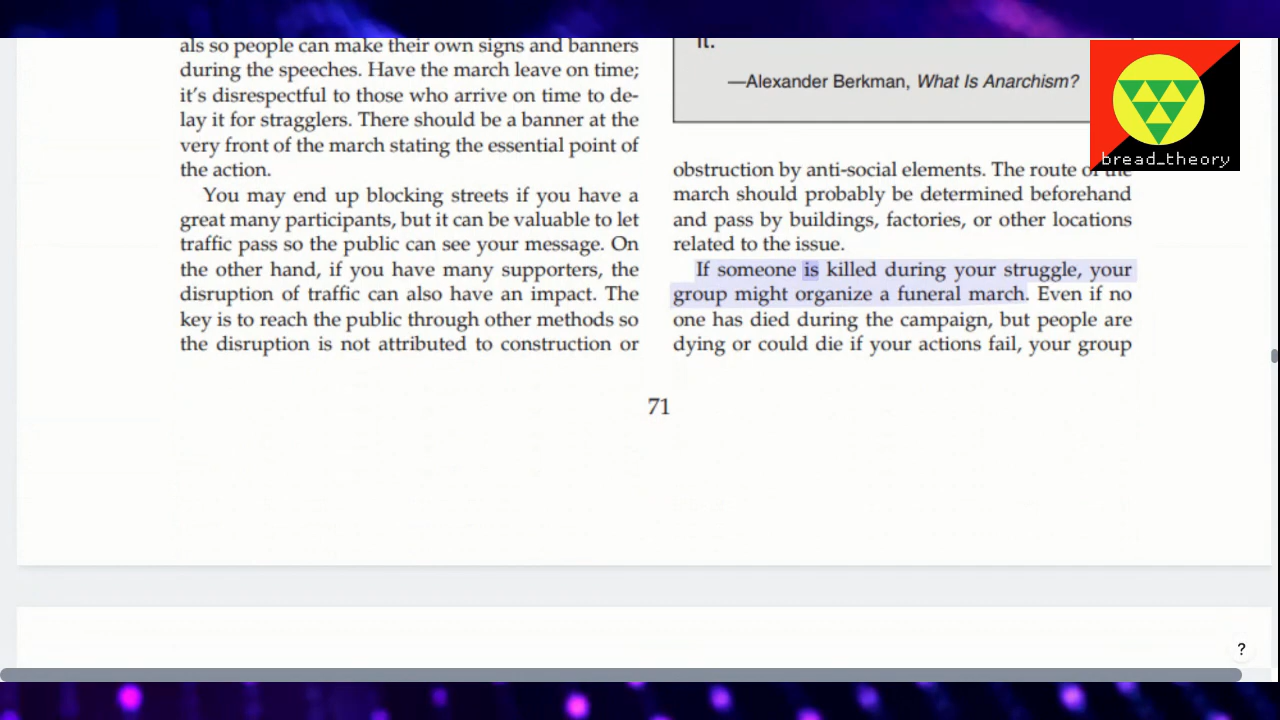 als so people can make their own signs and banners
during the speeches. Have the march leave on time;
it's disrespectful to those who arrive on time to de-
lay it for stragglers. There should be a banner at the
very front of the march stating the essential point of
the action.
You may end up blocking streets if you have a
great many participants, but it can be valuable to let
traffic pass so the public can see your message. On
the other hand, if you have many supporters, the
disruption of traffic can also have an impact. The
key is to reach the public through other methods so
the disruption is not attributed to construction or
it.
—Alexander Berkman, What Is Anarchism?
obstruction by anti-social elements. The route of the
march should probably be determined beforehand
and pass by buildings, factories, or other locations
related to the issue.
If someone is killed during your struggle, your
group might organize a funeral march. Even if no
one has died during the campaign, but people are
dying or could die if your actions fail, your group
71
bread_theory
?